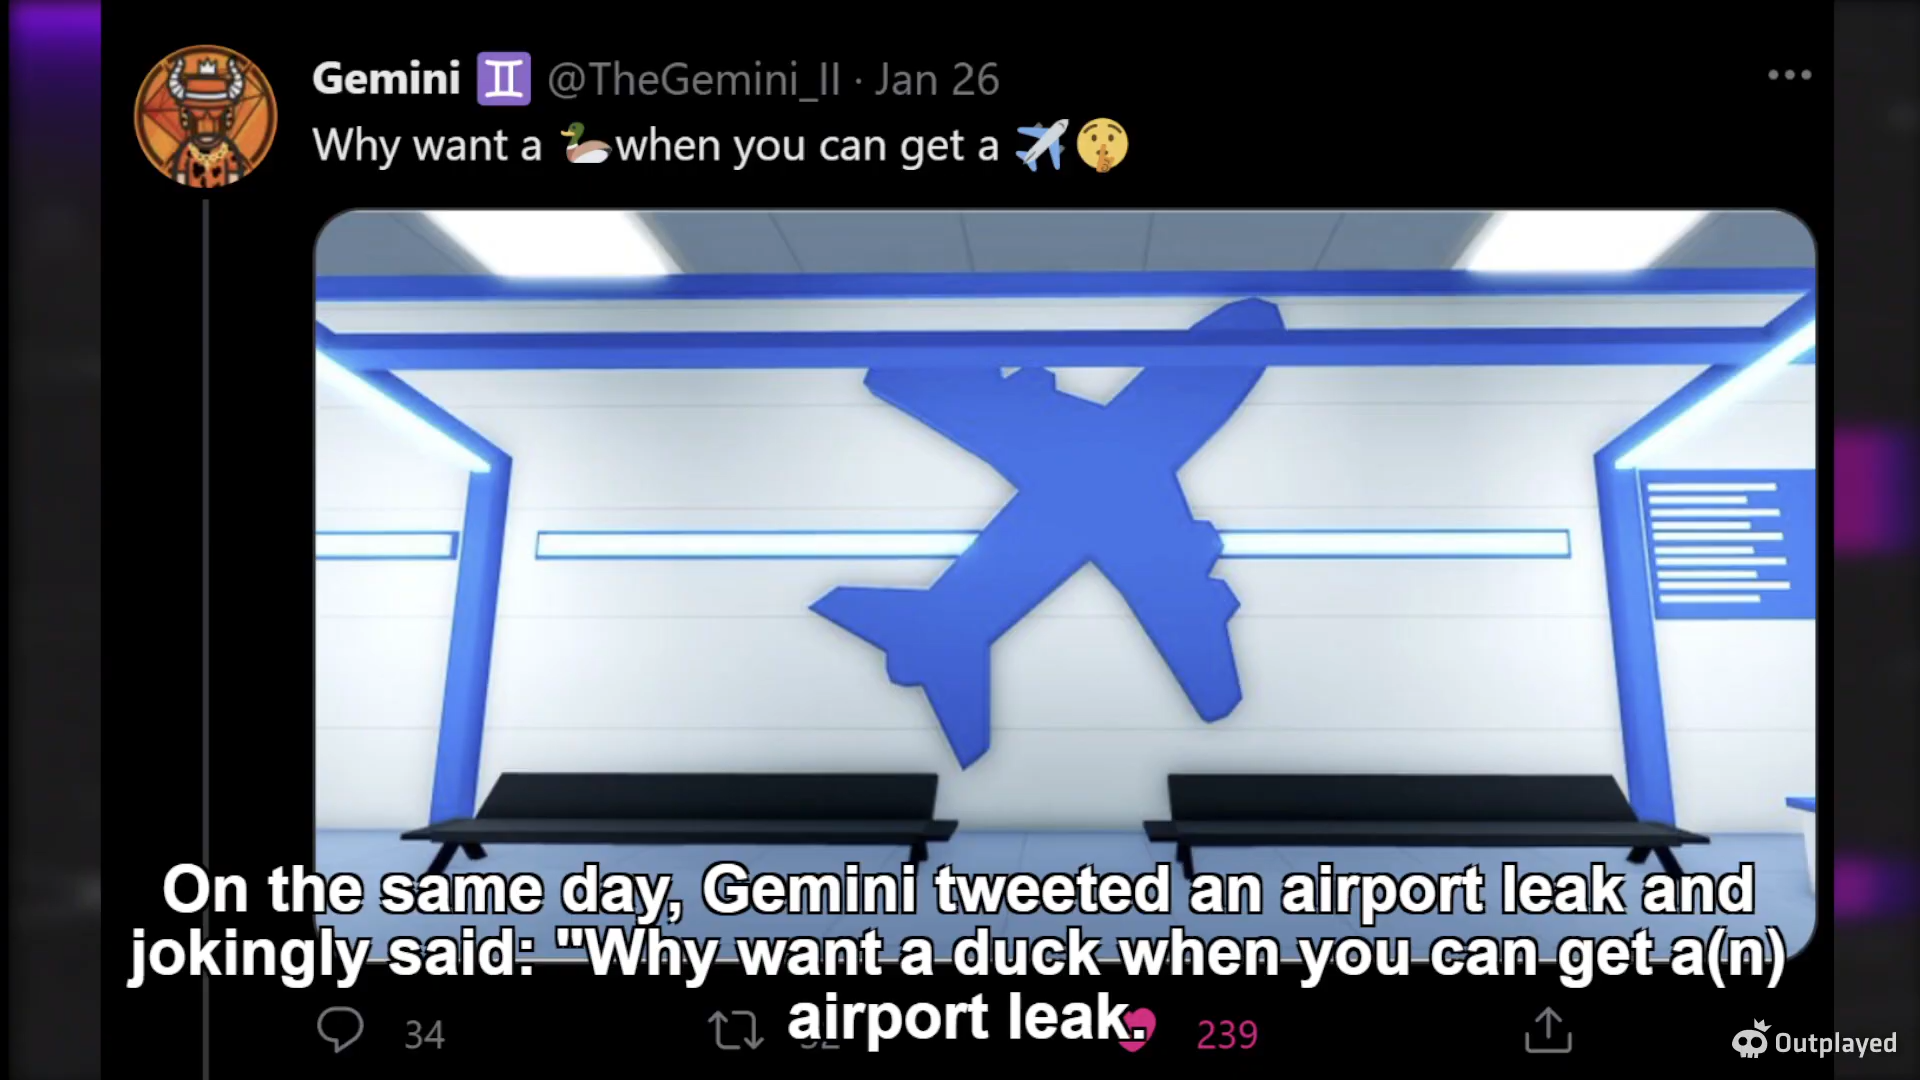 Gemini ♊ @TheGemini_II · Jan 26
Why want a 🦆when you can get a ✈️🤫
On the same day, Gemini tweeted an airport leak and
jokingly said: "Why want a duck when you can get a(n)
airport leak.
34
239
Outplayed